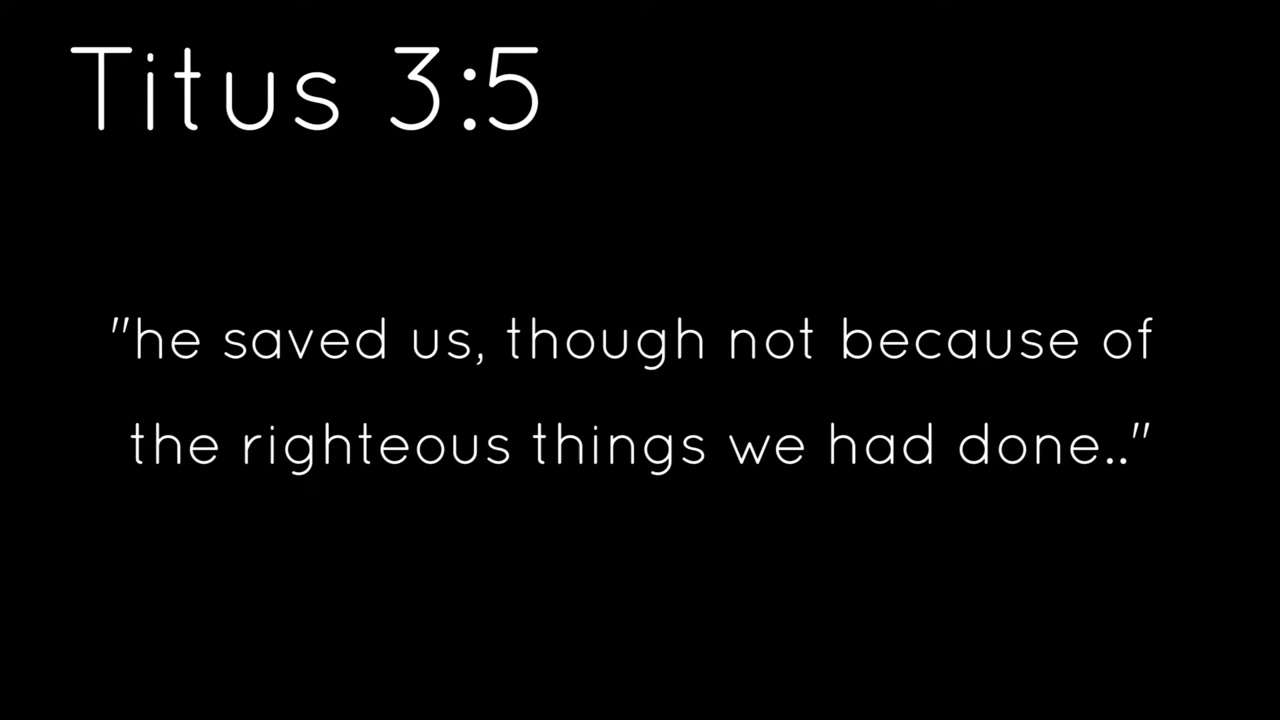 Titus 3:5
"he saved us, though not because of
the righteous things we had done.."